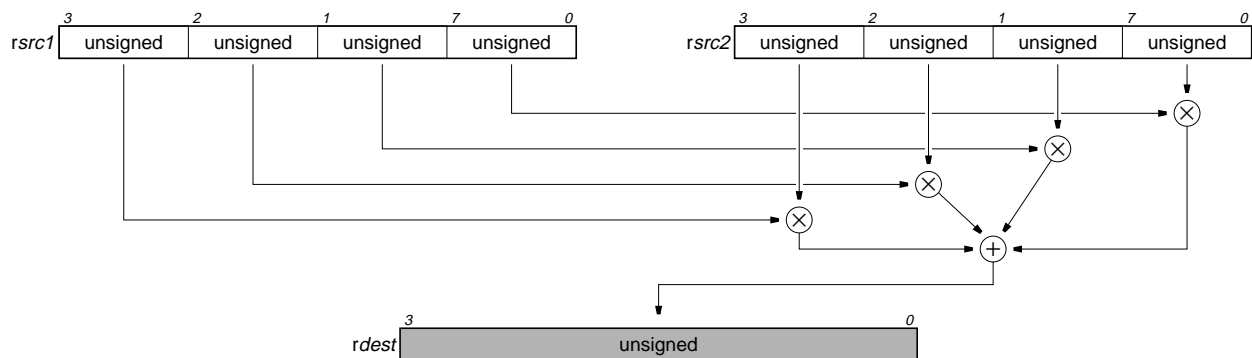 3 2 1 7 0 3 2 1 7 0
rsrc1 unsigned unsigned unsigned unsigned rsrc2 unsigned unsigned unsigned unsigned
3 0
rdest unsigned